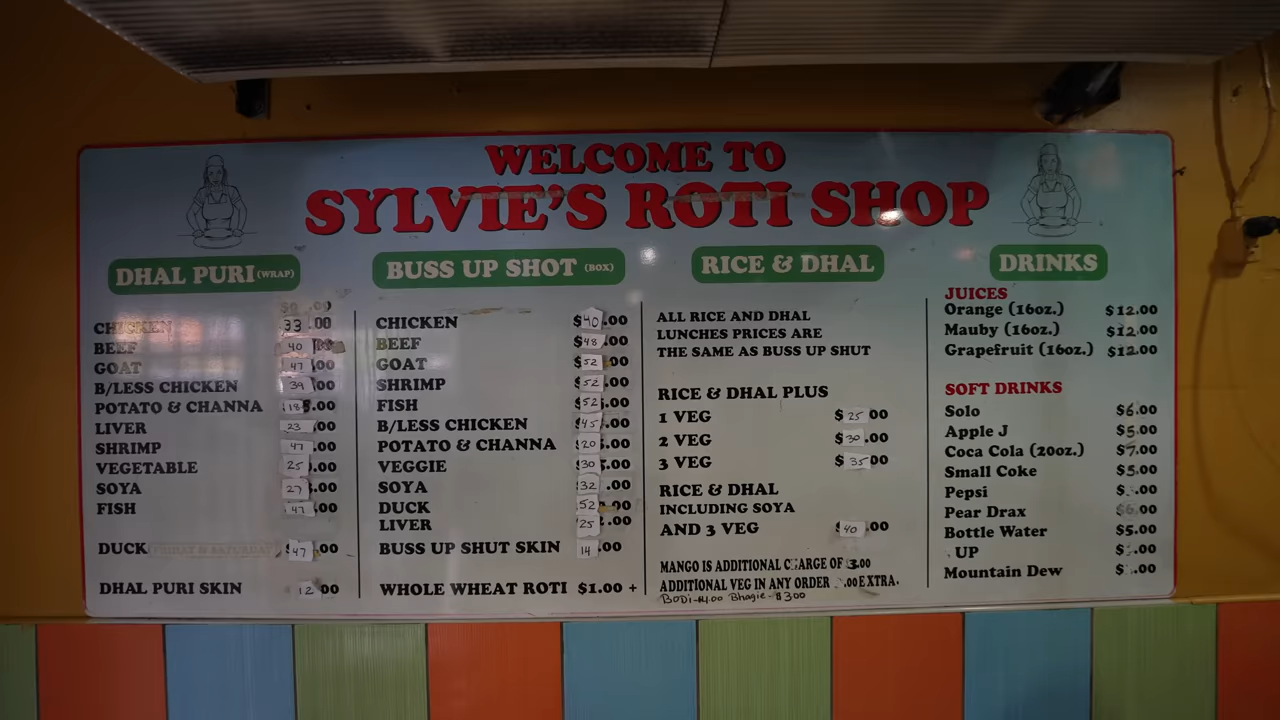 WELCOME TO
SYLVIE'S ROTI SHOP
DHAL PURI (WRAP)
CHICKEN 33.00
BEEF 40
GOAT 47.00
B/LESS CHICKEN 39.00
POTATO & CHANNA 18.00
LIVER 23.00
SHRIMP 47.00
VEGETABLE 25.00
SOYA 27.00
FISH 47.00
DUCK (FRIDAY & SATURDAY) $47.00
DHAL PURI SKIN 12 00
BUSS UP SHOT (BOX)
CHICKEN $40.00
BEEF $48.00
GOAT $52.00
SHRIMP $52.00
FISH $52.00
B/LESS CHICKEN $45.00
POTATO & CHANNA 20.00
VEGGIE $30.00
SOYA 32.00
DUCK 52.00
LIVER 25.00
BUSS UP SHUT SKIN 14.00
WHOLE WHEAT ROTI $1.00 +
RICE & DHAL
ALL RICE AND DHAL
LUNCHES PRICES ARE
THE SAME AS BUSS UP SHUT
RICE & DHAL PLUS
1 VEG $25 00
2 VEG $30.00
3 VEG $35 00
RICE & DHAL
INCLUDING SOYA
AND 3 VEG $40.00
MANGO IS ADDITIONAL CHARGE OF 3.00
ADDITIONAL VEG IN ANY ORDER .00 EXTRA.
BODi-$4.00 Bhagie-$300
DRINKS
JUICES
Orange (16oz.) $12.00
Mauby (16oz.) $12.00
Grapefruit (16oz.) $12.00
SOFT DRINKS
Solo $6.00
Apple J $5.00
Coca Cola (20oz.) $7.00
Small Coke $5.00
Pepsi $ .00
Pear Drax $6.00
Bottle Water $5.00
UP $ .00
Mountain Dew $ .00